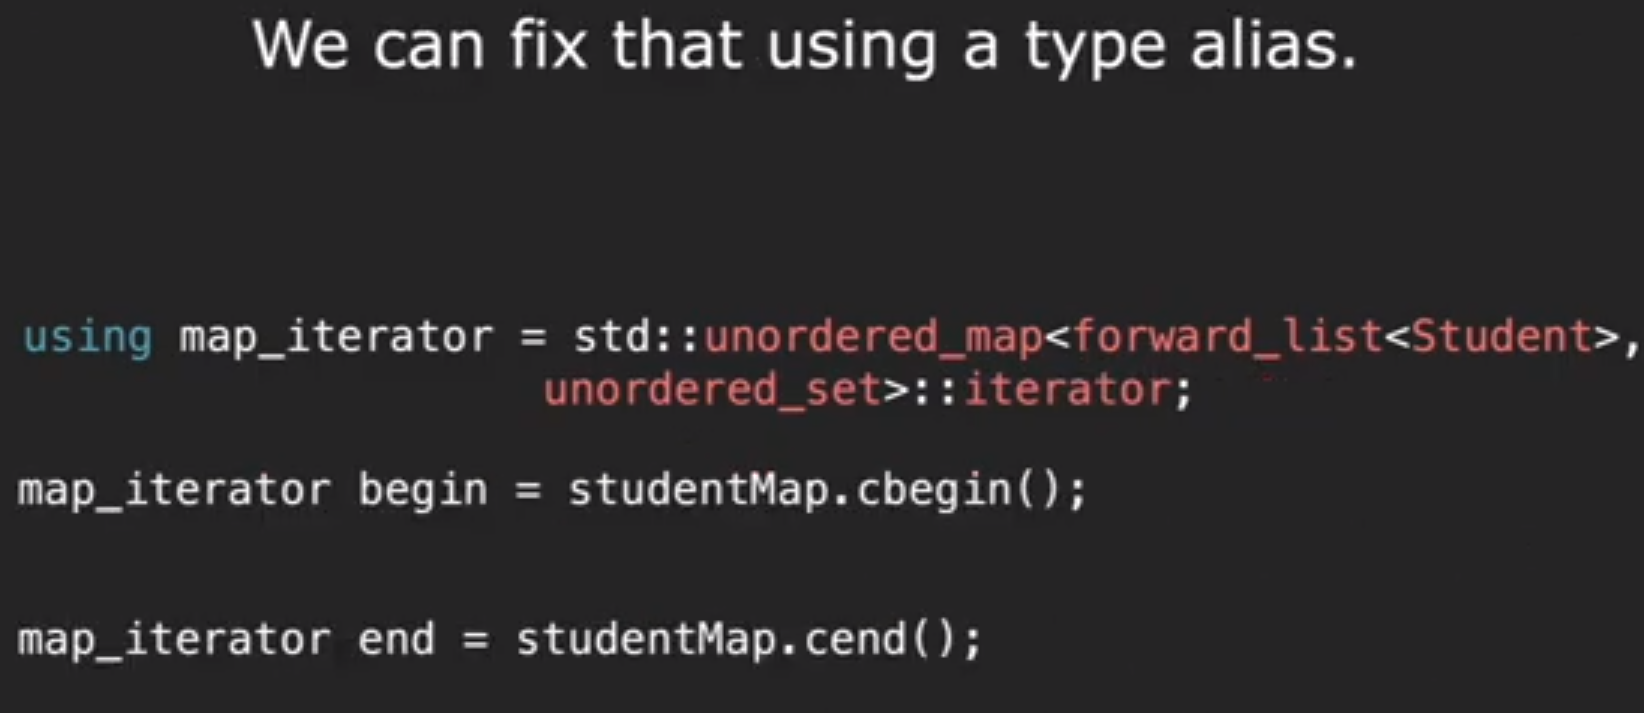 We can fix that using a type alias.
using map_iterator = std::unordered_map<forward_list<Student>,
unordered_set>::iterator;
map_iterator begin = studentMap.cbegin();
map_iterator end = studentMap.cend();